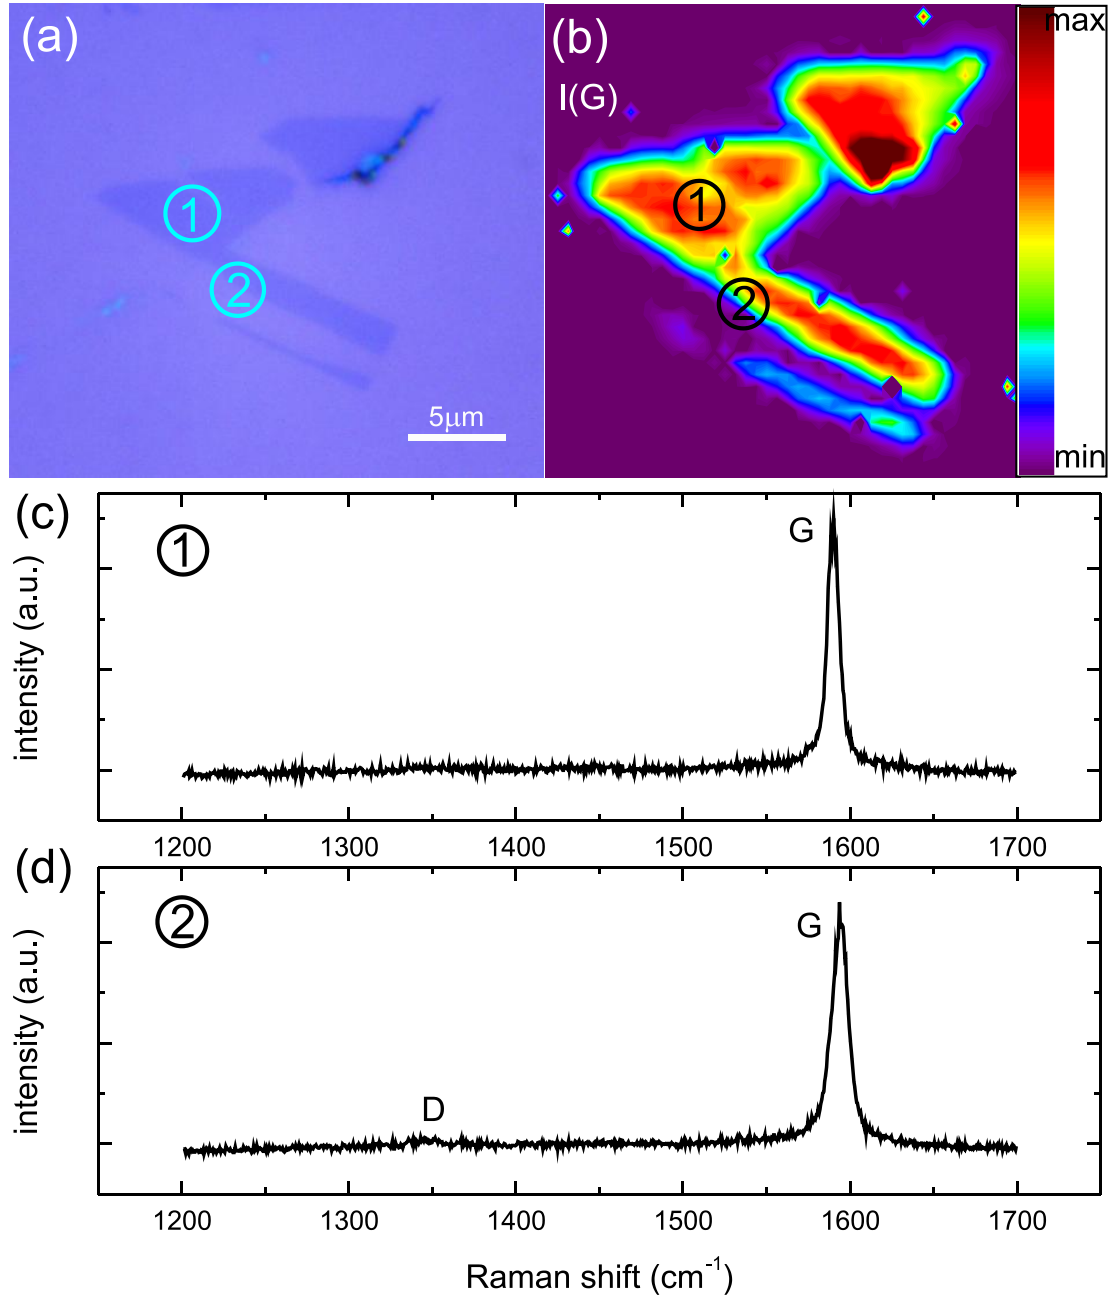 (a)
①
②
5μm
(b)
I(G)
①
②
max
min
(c)
①
G
intensity (a.u.)
1200 1300 1400 1500 1600 1700
(d)
②
G
D
intensity (a.u.)
1200 1300 1400 1500 1600 1700
Raman shift (cm⁻¹)